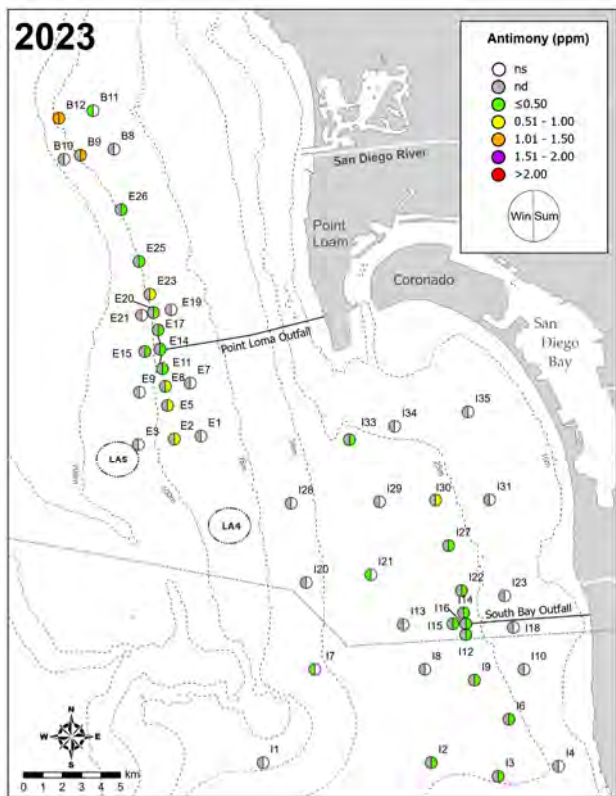 2023
Antimony (ppm)
ns
nd
≤0.50
0.51 - 1.00
1.01 - 1.50
1.51 - 2.00
>2.00
Win Sum
B12
B11
B10
B9
B8
San Diego River
Point
Loam
Coronado
San
Diego
Bay
E26
E25
E23
E20
E19
E21
E17
E14
E15
Point Loma Outfall
E11
E9
E8
E7
E5
E3
E2
E1
LA5
LA4
I35
I34
I33
I28
I29
I30
I31
I27
I20
I21
I22
I23
I14
I16
I13
I15
South Bay Outfall
I18
I12
I7
I8
I9
I10
I6
I1
I2
I3
I4
N
W E
S
0 1 2 3 4 5
km